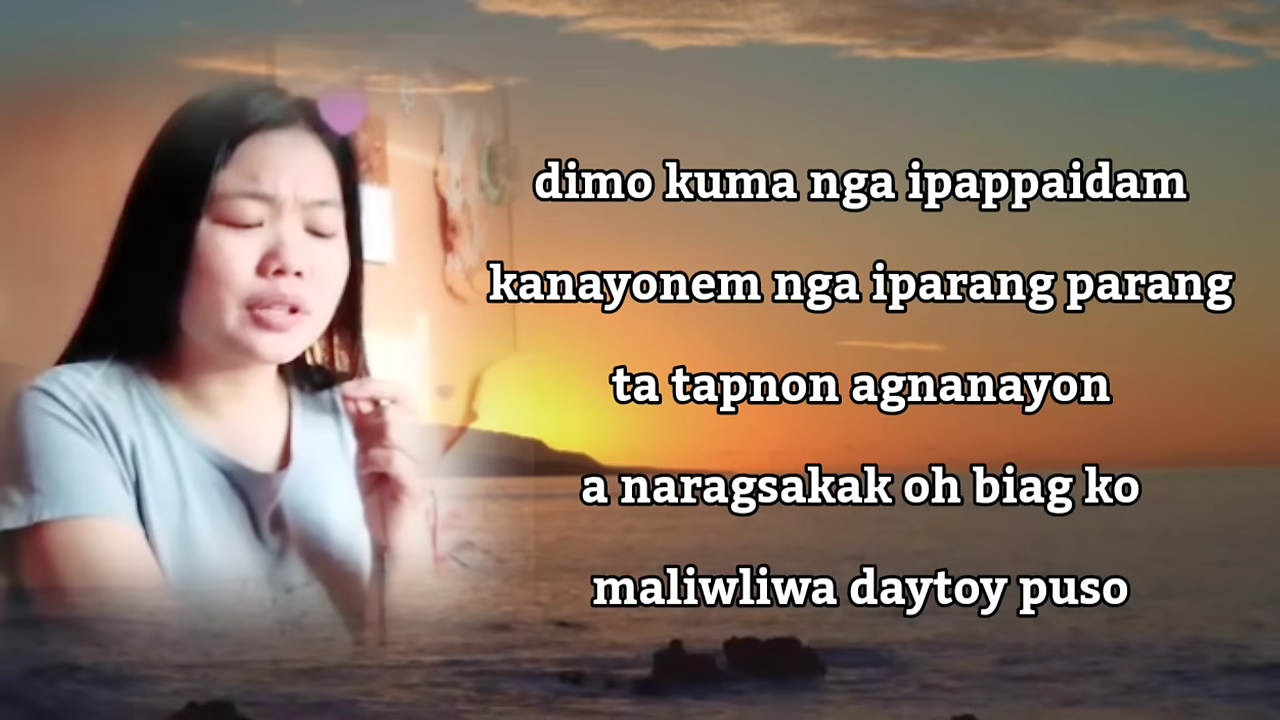 dimo kuma nga ipappaidam
kanayonem nga iparang parang
ta tapnon agnanayon
a naragsakak oh biag ko
maliwliwa daytoy puso